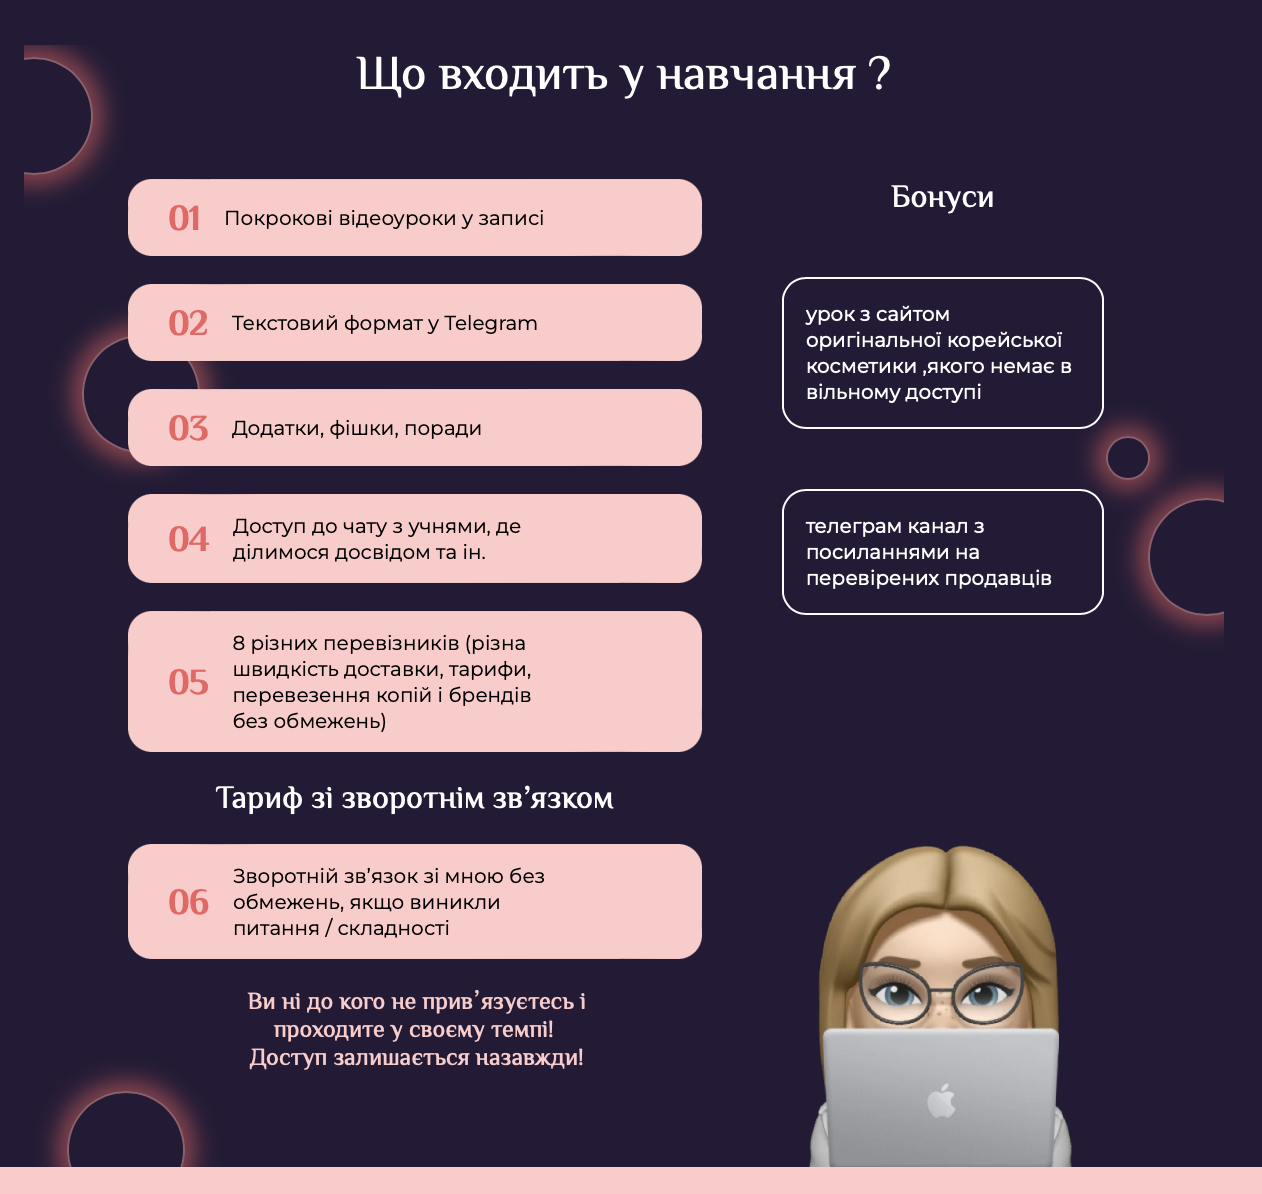 Що входить у навчання ?
01 Покрокові відеоуроки у записі
02 Текстовий формат у Telegram
03 Додатки, фішки, поради
04 Доступ до чату з учнями, де
ділимося досвідом та ін.
05 8 різних перевізників (різна
швидкість доставки, тарифи,
перевезення копій і брендів
без обмежень)
Тариф зі зворотнім зв’язком
06 Зворотній зв’язок зі мною без
обмежень, якщо виникли
питання / складності
Ви ні до кого не прив’язуєтесь і
проходите у своєму темпі!
Доступ залишається назавжди!
Бонуси
урок з сайтом
оригінальної корейської
косметики ,якого немає в
вільному доступі
телеграм канал з
посиланнями на
перевірених продавців